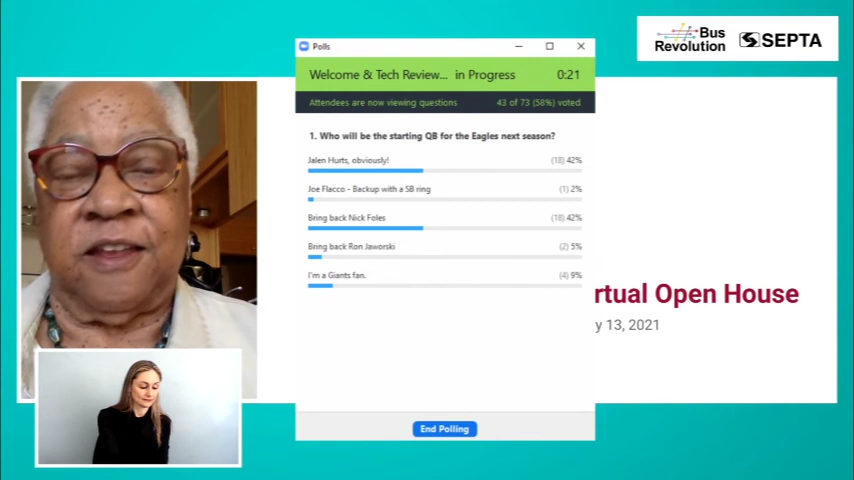 Bus
Revolution
SEPTA
Polls
Welcome & Tech Review... in Progress
0:21
Attendees are now viewing questions
43 of 73 (58%) voted
1. Who will be the starting QB for the Eagles next season?
Jalen Hurts, obviously!
(18) 42%
Joe Flacco - Backup with a SB ring
(1) 2%
Bring back Nick Foles
(18) 42%
Bring back Ron Jaworski
(2) 5%
I'm a Giants fan.
(4) 9%
End Polling
rtual Open House
y 13, 2021